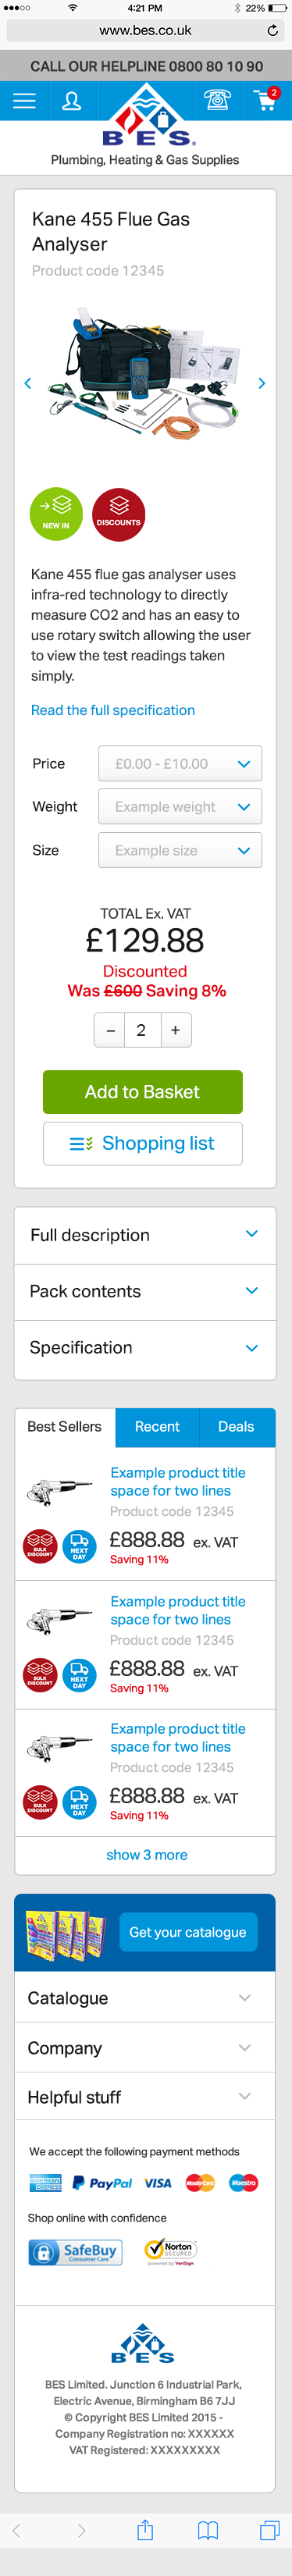 4:21 PM
22%
www.bes.co.uk
CALL OUR HELPLINE 0800 80 10 90
2
BES
Plumbing, Heating & Gas Supplies
Kane 455 Flue Gas
Analyser
Product code 12345
NEW IN
DISCOUNTS
Kane 455 flue gas analyser uses
infra-red technology to directly
measure CO2 and has an easy to
use rotary switch allowing the user
to view the test readings taken
simply.
Read the full specification
Price £0.00 - £10.00
Weight Example weight
Size Example size
TOTAL Ex. VAT
£129.88
Discounted
Was £600 Saving 8%
– 2 +
Add to Basket
Shopping list
Full description
Pack contents
Specification
Best Sellers Recent Deals
Example product title
space for two lines
Product code 12345
BULK DISCOUNT NEXT DAY £888.88 ex. VAT
Saving 11%
Example product title
space for two lines
Product code 12345
BULK DISCOUNT NEXT DAY £888.88 ex. VAT
Saving 11%
Example product title
space for two lines
Product code 12345
BULK DISCOUNT NEXT DAY £888.88 ex. VAT
Saving 11%
show 3 more
Get your catalogue
Catalogue
Company
Helpful stuff
We accept the following payment methods
AMERICAN EXPRESS PayPal VISA MasterCard Maestro
Shop online with confidence
SafeBuy Consumer Care Norton SECURED powered by VeriSign
BES
BES Limited. Junction 6 Industrial Park,
Electric Avenue, Birmingham B6 7JJ
© Copyright BES Limited 2015 -
Company Registration no: XXXXXX
VAT Registered: XXXXXXXXX